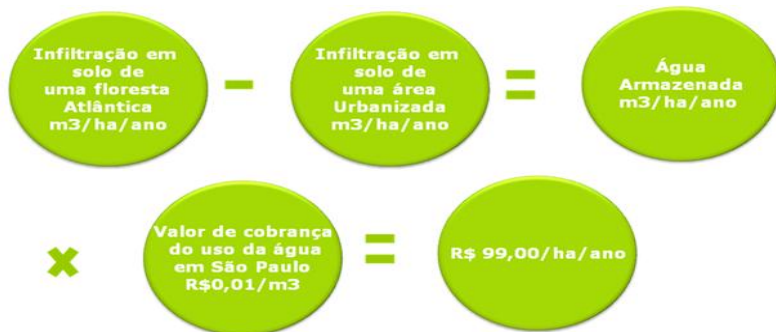 Infiltração em
solo de
uma floresta
Atlântica
m3/ha/ano
-
Infiltração em
solo de
uma área
Urbanizada
m3/ha/ano
=
Água
Armazenada
m3/ha/ano
x
Valor de cobrança
do uso da água
em São Paulo
R$0,01/m3
=
R$ 99,00/ha/ano